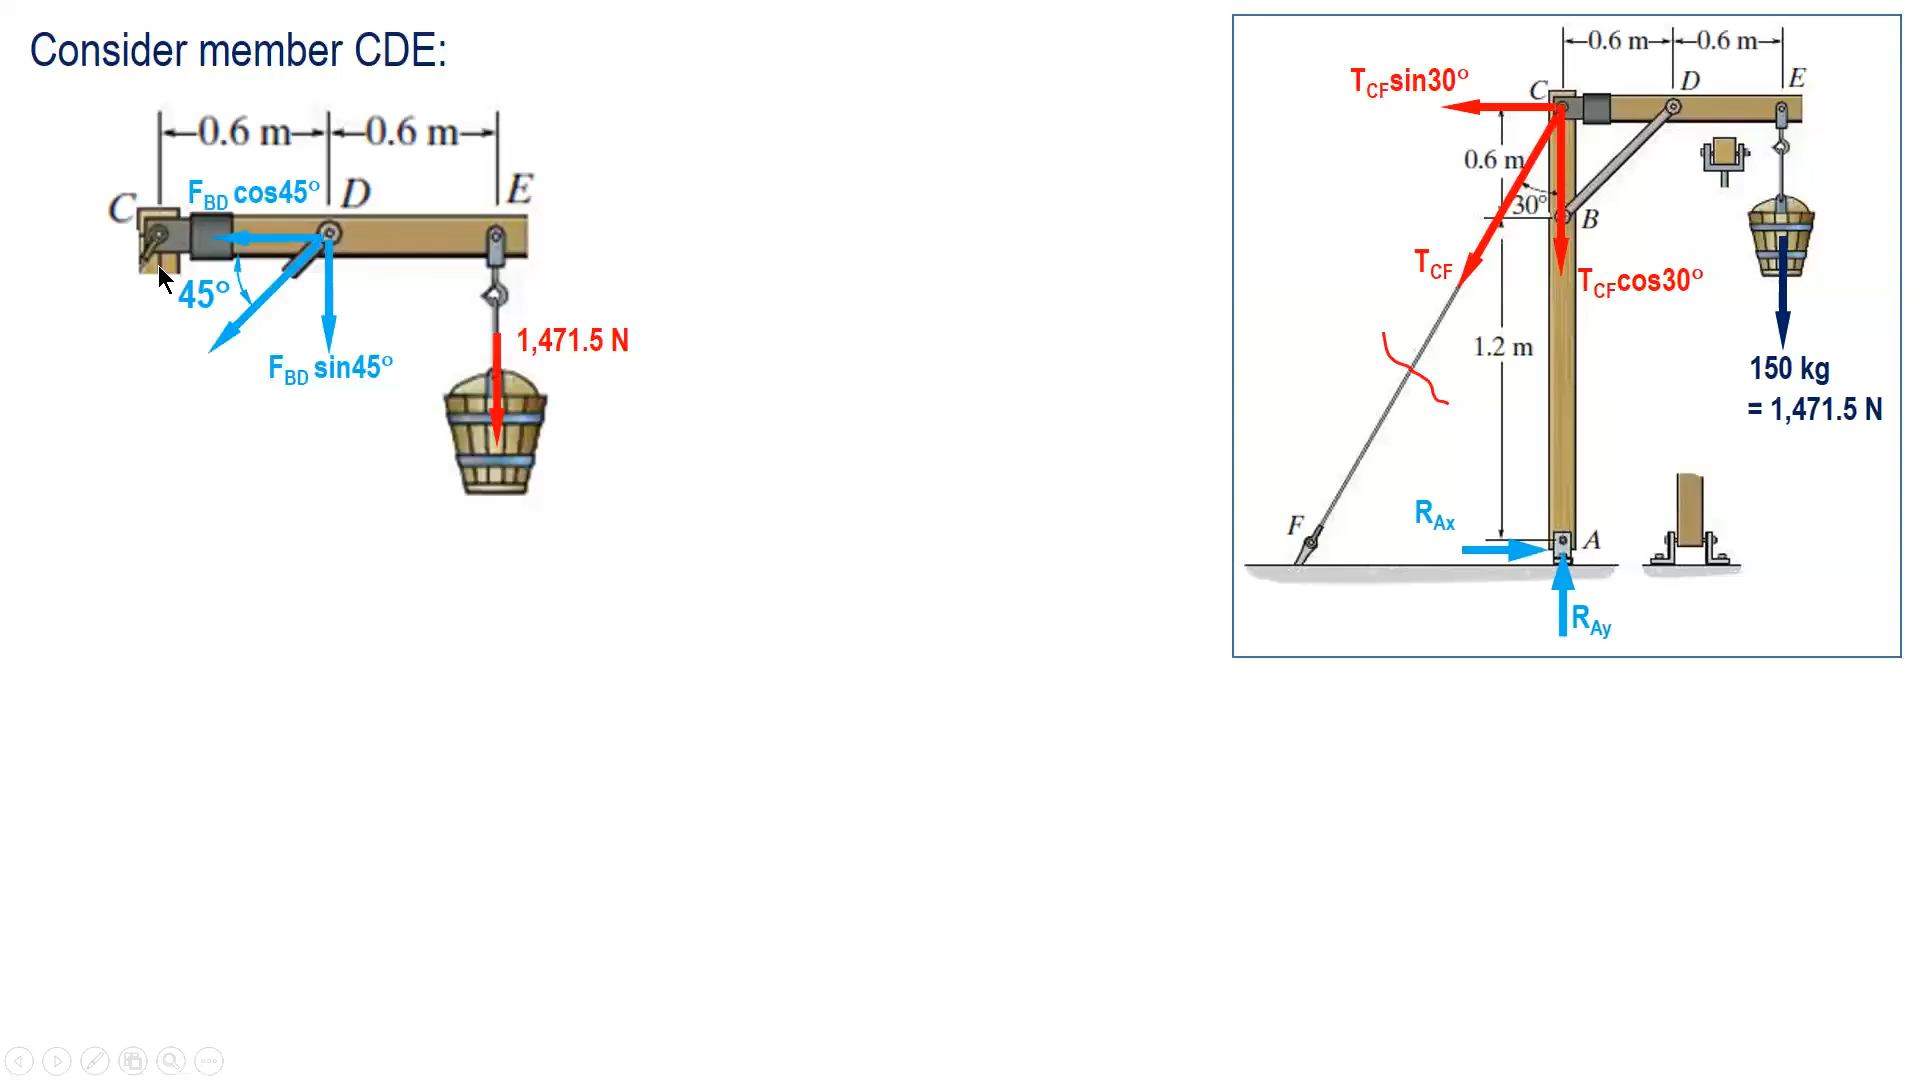 Consider member CDE:
0.6 m 0.6 m
C
F_BD cos45°
D
E
45°
F_BD sin45°
1,471.5 N
0.6 m 0.6 m
T_CF sin30°
C
D
E
0.6 m
30°
B
T_CF
T_CF cos30°
1.2 m
150 kg
= 1,471.5 N
R_Ax
F
A
R_Ay